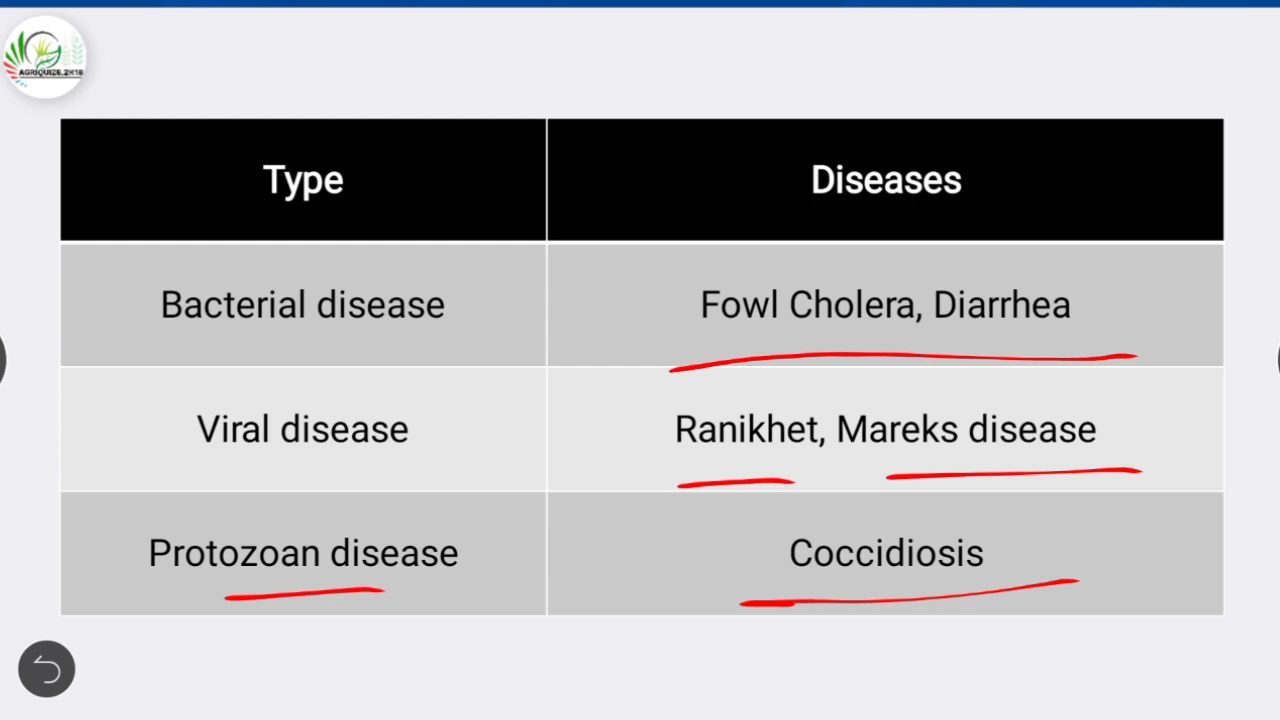 AGRIQUIZE.2K18
Type
Diseases
Bacterial disease
Fowl Cholera, Diarrhea
Viral disease
Ranikhet, Mareks disease
Protozoan disease
Coccidiosis